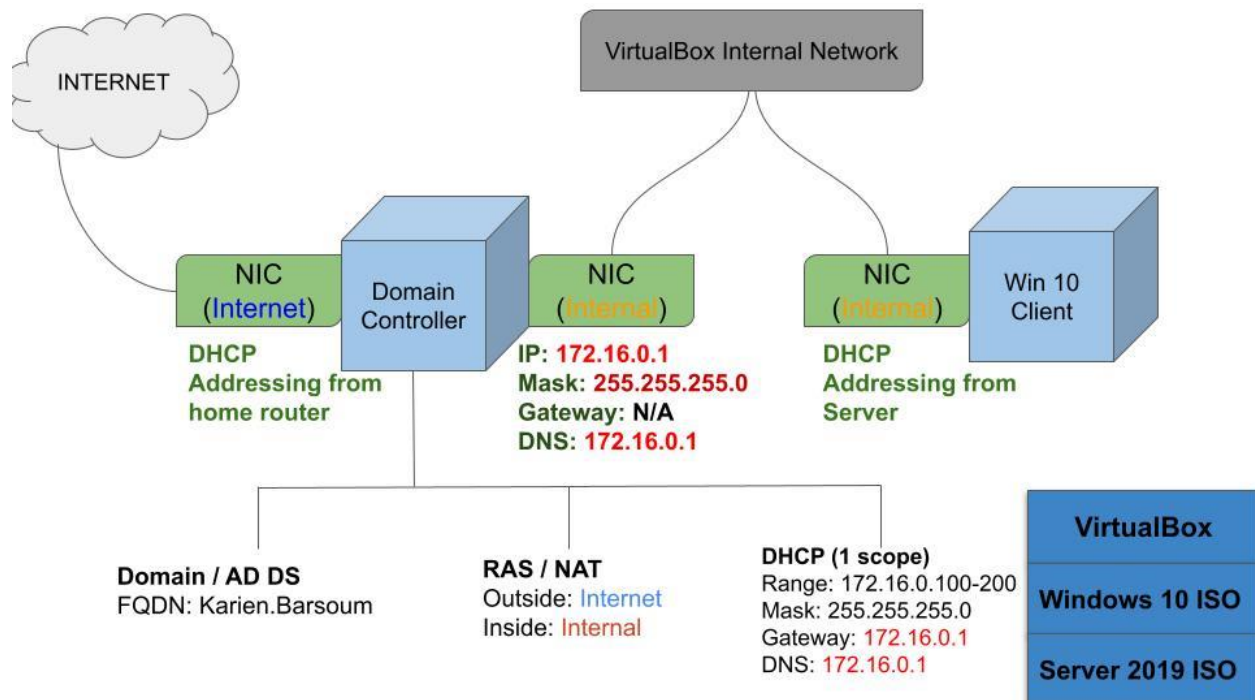 INTERNET
VirtualBox Internal Network
NIC
(Internet)
Domain
Controller
NIC
(Internal)
NIC
(Internal)
Win 10
Client
DHCP
Addressing from
home router
IP: 172.16.0.1
Mask: 255.255.255.0
Gateway: N/A
DNS: 172.16.0.1
DHCP
Addressing from
Server
Domain / AD DS
FQDN: Karien.Barsoum
RAS / NAT
Outside: Internet
Inside: Internal
DHCP (1 scope)
Range: 172.16.0.100-200
Mask: 255.255.255.0
Gateway: 172.16.0.1
DNS: 172.16.0.1
VirtualBox
Windows 10 ISO
Server 2019 ISO